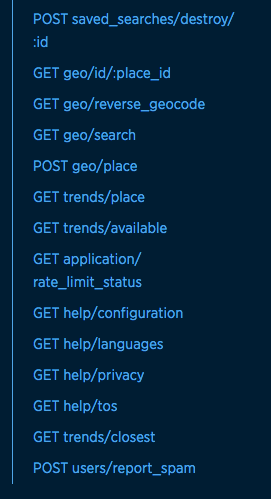 POST saved_searches/destroy/
:id
GET geo/id/:place_id
GET geo/reverse_geocode
GET geo/search
POST geo/place
GET trends/place
GET trends/available
GET application/
rate_limit_status
GET help/configuration
GET help/languages
GET help/privacy
GET help/tos
GET trends/closest
POST users/report_spam